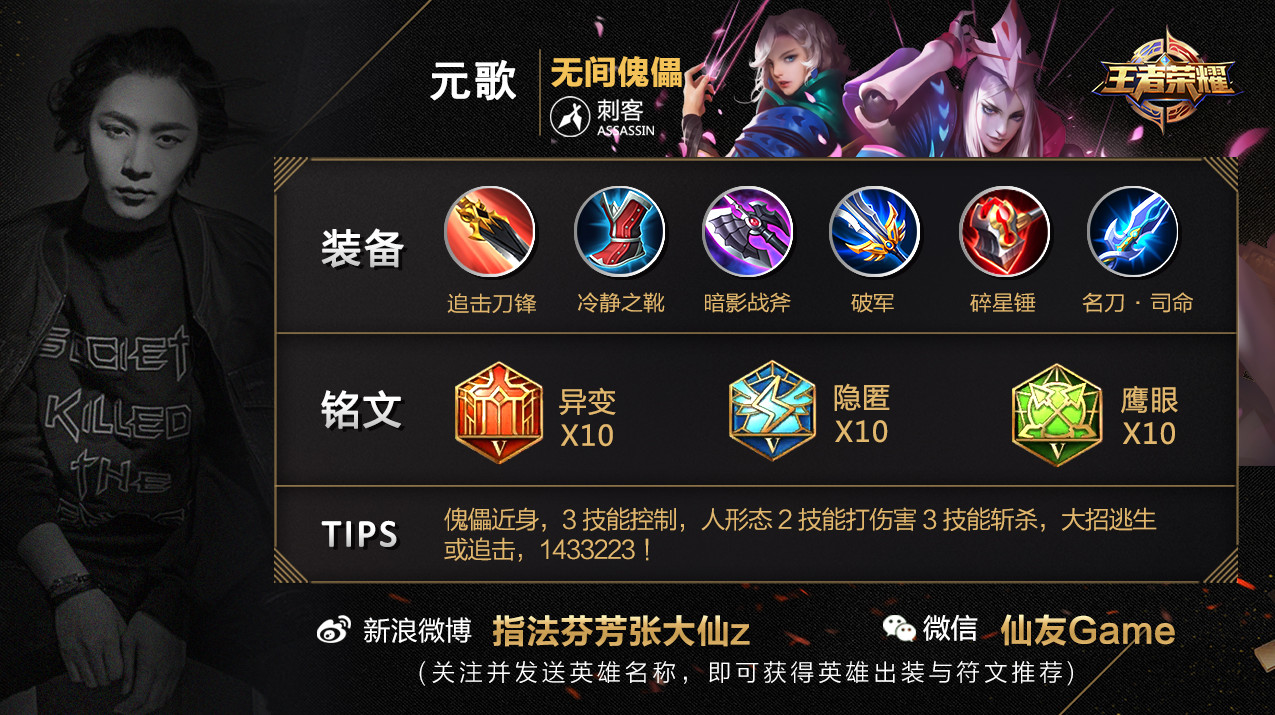 元歌
无间傀儡
刺客
ASSASSIN
王者荣耀
装备
追击刀锋
冷静之靴
暗影战斧
破军
碎星锤
名刀·司命
铭文
V
异变
X10
V
隐匿
X10
V
鹰眼
X10
TIPS
傀儡近身，3 技能控制，人形态 2 技能打伤害 3 技能斩杀，大招逃生
或追击，1433223！
SOCIET
KILLED
THE
新浪微博 指法芬芳张大仙z
微信 仙友Game
（关注并发送英雄名称，即可获得英雄出装与符文推荐）